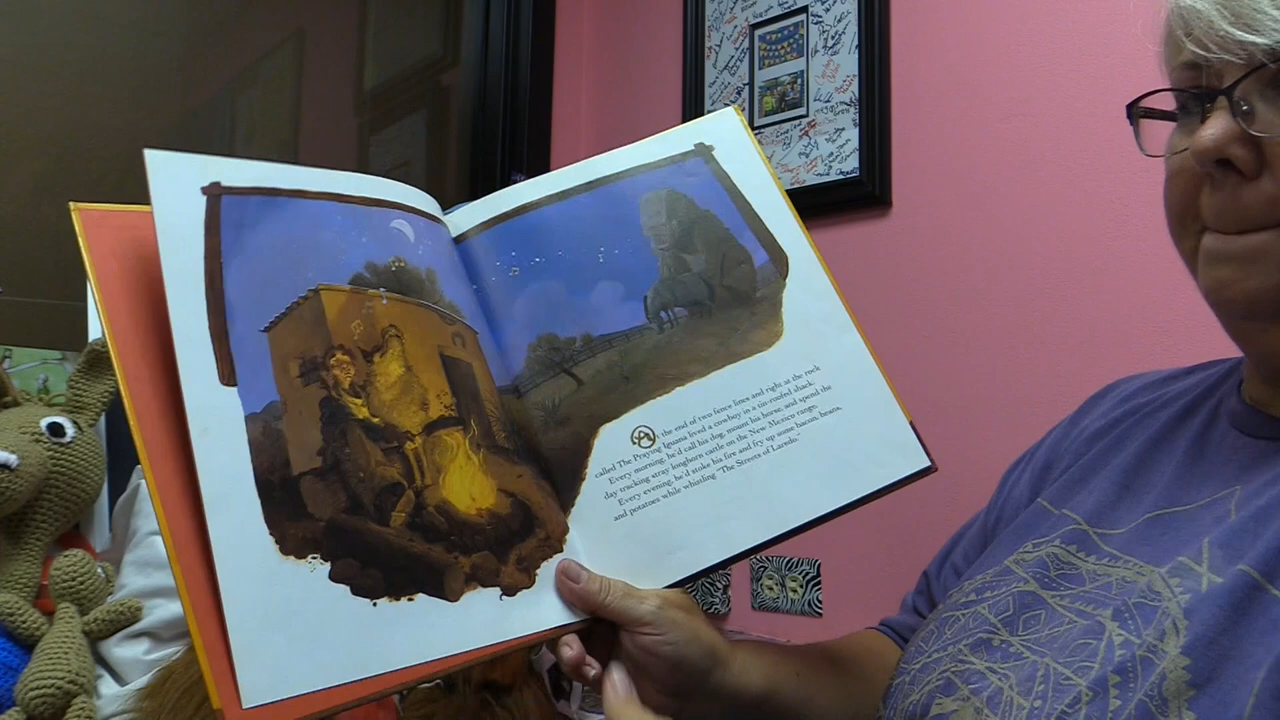 At the end of two fence lines and right at the rock
called The Praying Iguana lived a cowboy in a tin-roofed shack.
Every morning, he'd call his dog, mount his horse, and spend the
day tracking stray longhorn cattle on the New Mexico range.
Every evening, he'd stoke his fire and fry up some bacon, beans,
and potatoes while whistling "The Streets of Laredo."